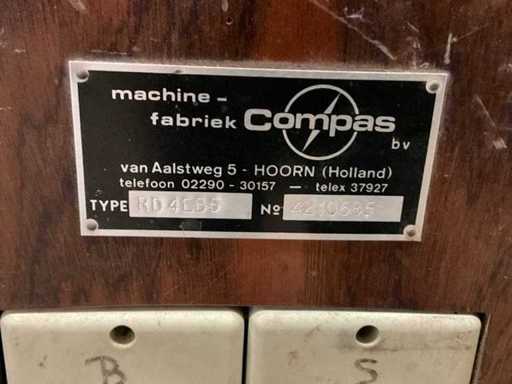 machine-
fabriek Compas bv
van Aalstweg 5 - HOORN (Holland)
telefoon 02290 - 30157 — telex 37927
TYPE Nº
B S